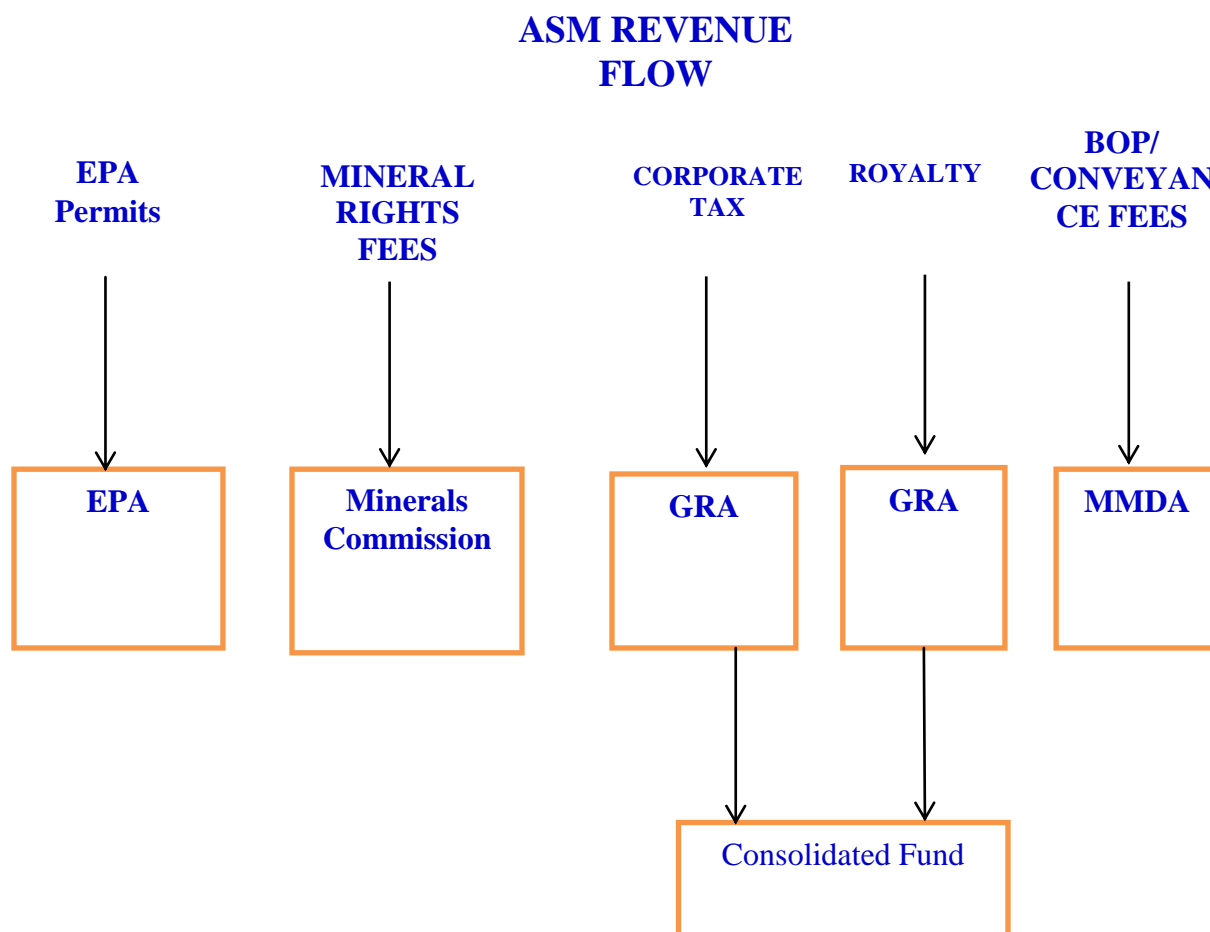 ASM REVENUE
FLOW
EPA
Permits
MINERAL
RIGHTS
FEES
CORPORATE
TAX
ROYALTY
BOP/
CONVEYAN
CE FEES
EPA
Minerals
Commission
GRA
GRA
MMDA
Consolidated Fund